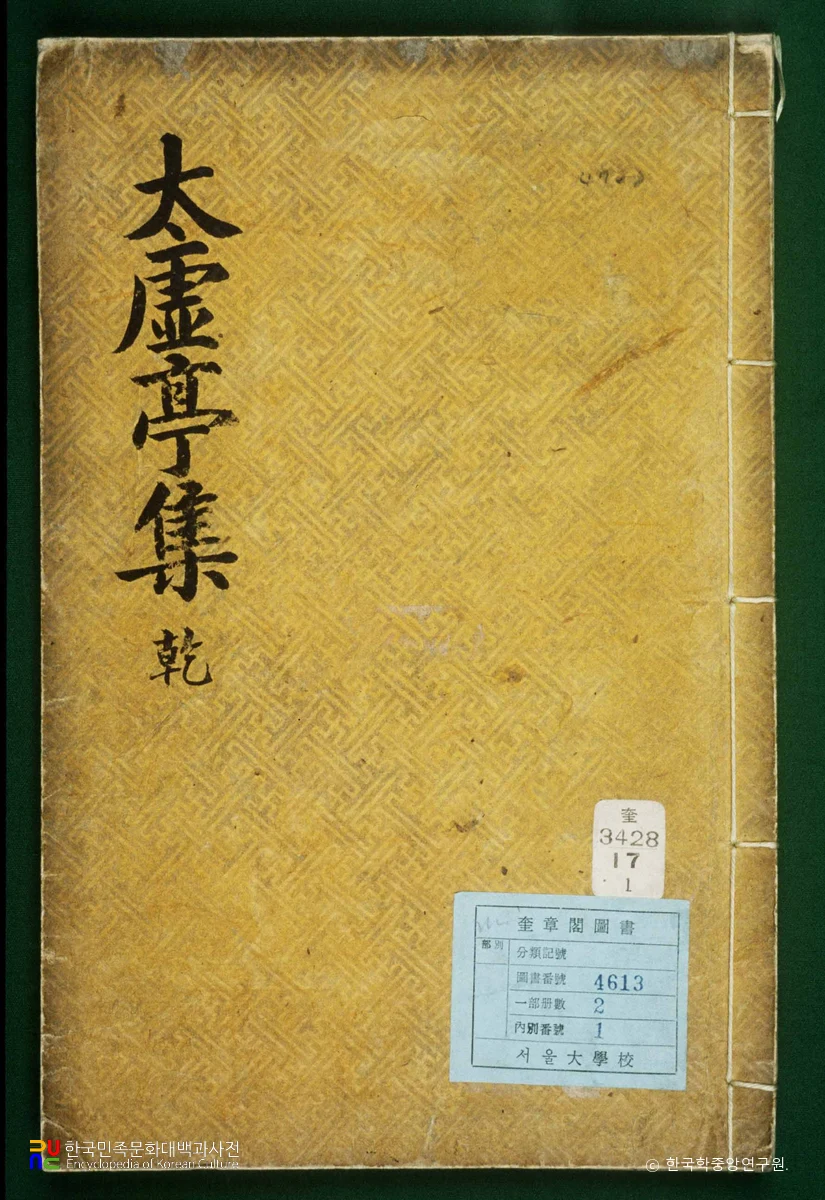 太虛亭集 乾
奎
3428
17
1
奎章閣圖書
部別
分類記號
圖書番號 4613
一部册數 2
內別番號 1
서울大學校
한국민족문화대백과사전
Encyclopedia of Korean Culture
© 한국학중앙연구원.